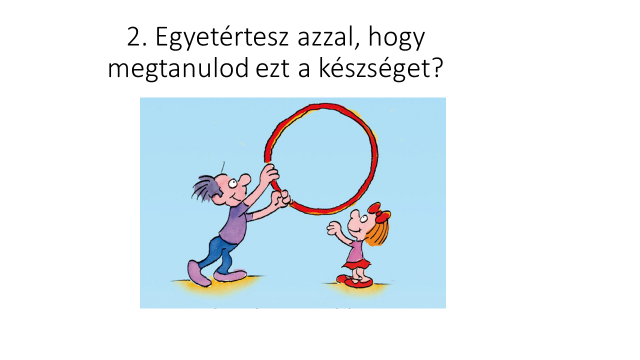 2. Egyetértesz azzal, hogy
megtanulod ezt a készséget?